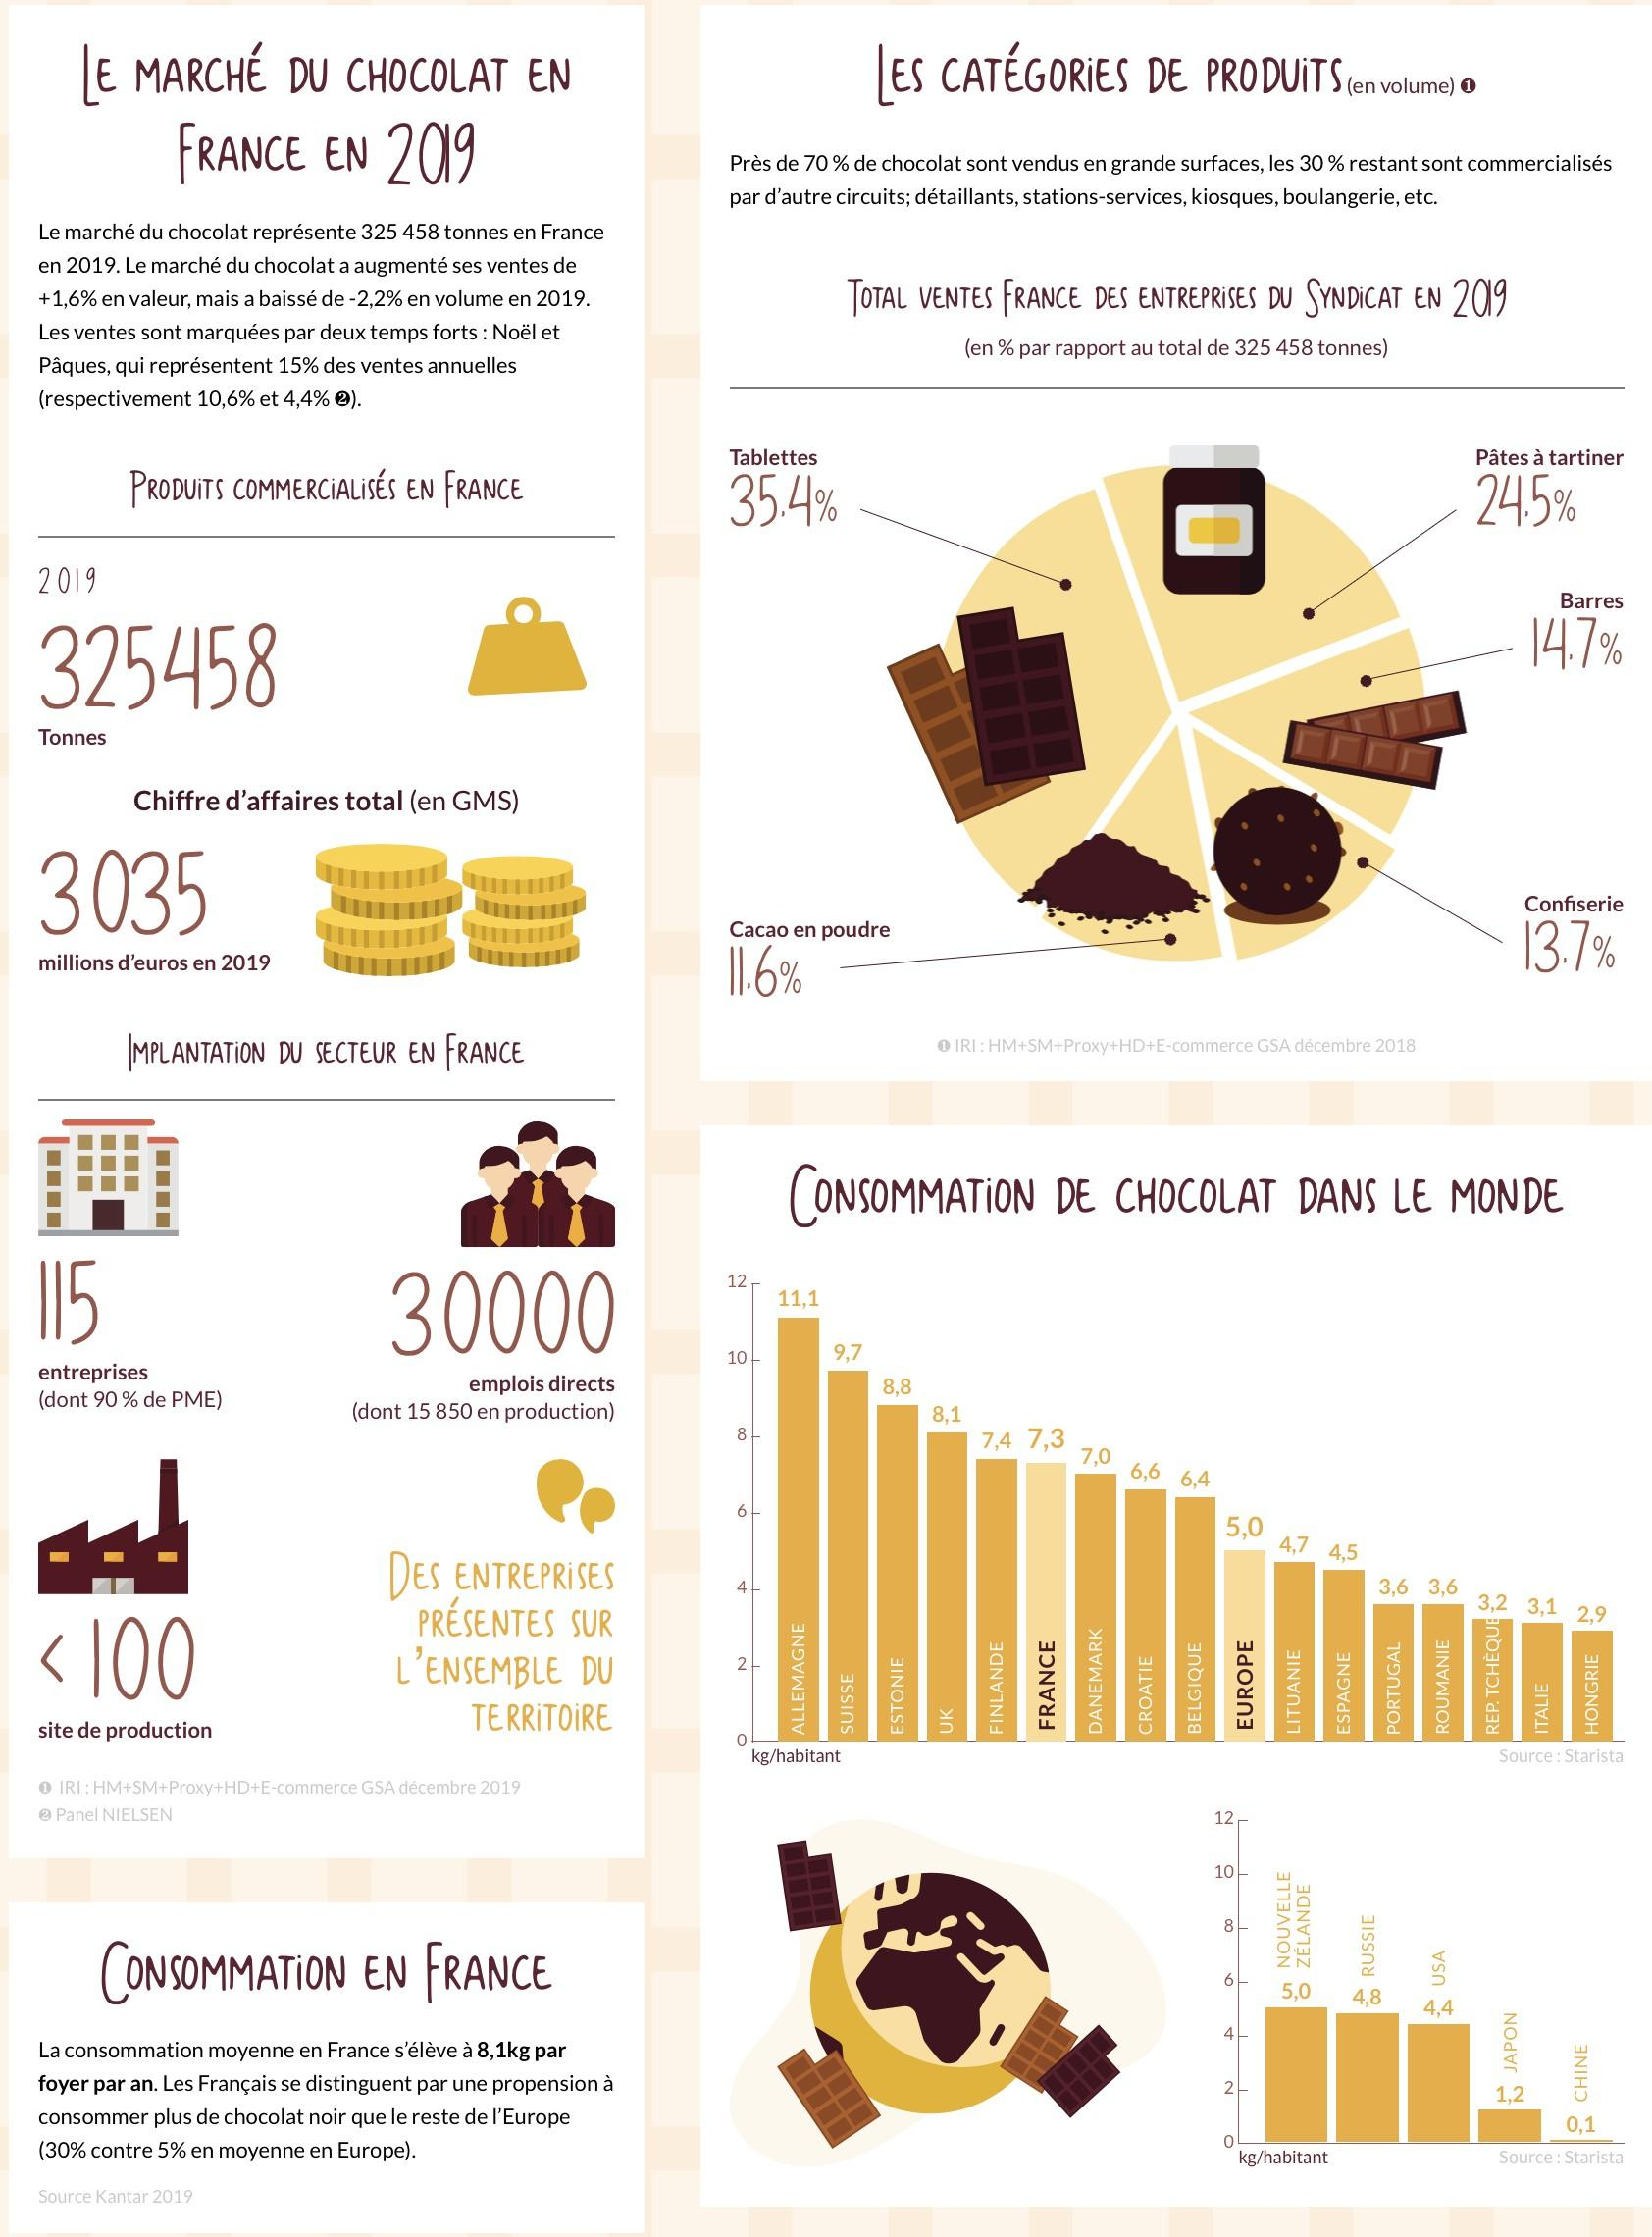 Le marché du chocolat en
France en 2019
Le marché du chocolat représente 325 458 tonnes en France
en 2019. Le marché du chocolat a augmenté ses ventes de
+1,6% en valeur, mais a baissé de -2,2% en volume en 2019.
Les ventes sont marquées par deux temps forts : Noël et
Pâques, qui représentent 15% des ventes annuelles
(respectivement 10,6% et 4,4% ❷).
Produits commercialisés en France
2019
325458
Tonnes
Chiffre d’affaires total (en GMS)
3035
millions d’euros en 2019
Implantation du secteur en France
115
entreprises
(dont 90 % de PME)
30000
emplois directs
(dont 15 850 en production)
< 100
site de production
Des entreprises
présentes sur
l’ensemble du
territoire
❶ IRI : HM+SM+Proxy+HD+E-commerce GSA décembre 2019
❷ Panel NIELSEN
Consommation en France
La consommation moyenne en France s’élève à 8,1kg par
foyer par an. Les Français se distinguent par une propension à
consommer plus de chocolat noir que le reste de l’Europe
(30% contre 5% en moyenne en Europe).
Source Kantar 2019
Les catégories de produits (en volume) ❶
Près de 70 % de chocolat sont vendus en grande surfaces, les 30 % restant sont commercialisés
par d’autre circuits; détaillants, stations-services, kiosques, boulangerie, etc.
Total ventes France des entreprises du Syndicat en 2019
(en % par rapport au total de 325 458 tonnes)
Tablettes
35.4%
Pâtes à tartiner
24.5%
Barres
14.7%
Confiserie
13.7%
Cacao en poudre
11.6%
❶ IRI : HM+SM+Proxy+HD+E-commerce GSA décembre 2018
Consommation de chocolat dans le monde
12
10
8
6
4
2
0
11,1
9,7
8,8
8,1
7,4
7,3
7,0
6,6
6,4
5,0
4,7
4,5
3,6
3,6
3,2
3,1
2,9
ALLEMAGNE
SUISSE
ESTONIE
UK
FINLANDE
FRANCE
DANEMARK
CROATIE
BELGIQUE
EUROPE
LITUANIE
ESPAGNE
PORTUGAL
ROUMANIE
REP. TCHÈQUE
ITALIE
HONGRIE
kg/habitant
Source : Starista
12
10
8
6
4
2
0
NOUVELLE
ZÉLANDE
5,0
RUSSIE
4,8
USA
4,4
JAPON
1,2
CHINE
0,1
kg/habitant
Source : Starista